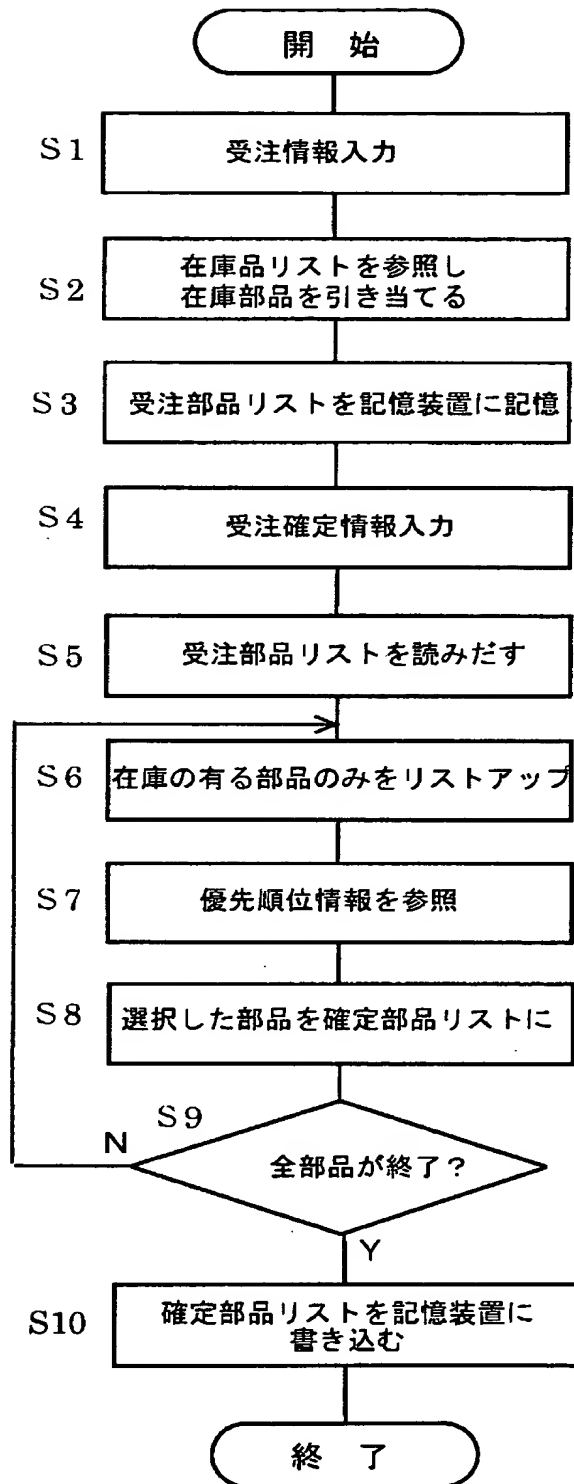 開 始
S1
受注情報入力
S2
在庫品リストを参照し
在庫部品を引き当てる
S3
受注部品リストを記憶装置に記憶
S4
受注確定情報入力
S5
受注部品リストを読みだす
S6
在庫の有る部品のみをリストアップ
S7
優先順位情報を参照
S8
選択した部品を確定部品リストに
S9
N
全部品が終了?
Y
S10
確定部品リストを記憶装置に
書き込む
終 了